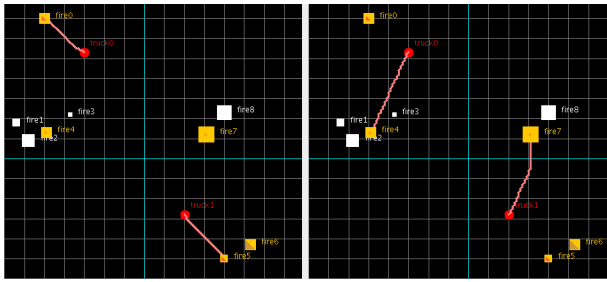 fire0
truck0
fire3
fire1
fire8
fire4
fire7
fire2
truck1
fire6
fire5
fire0
truck0
fire3
fire1
fire8
fire4
fire7
fire2
truck1
fire6
fire5